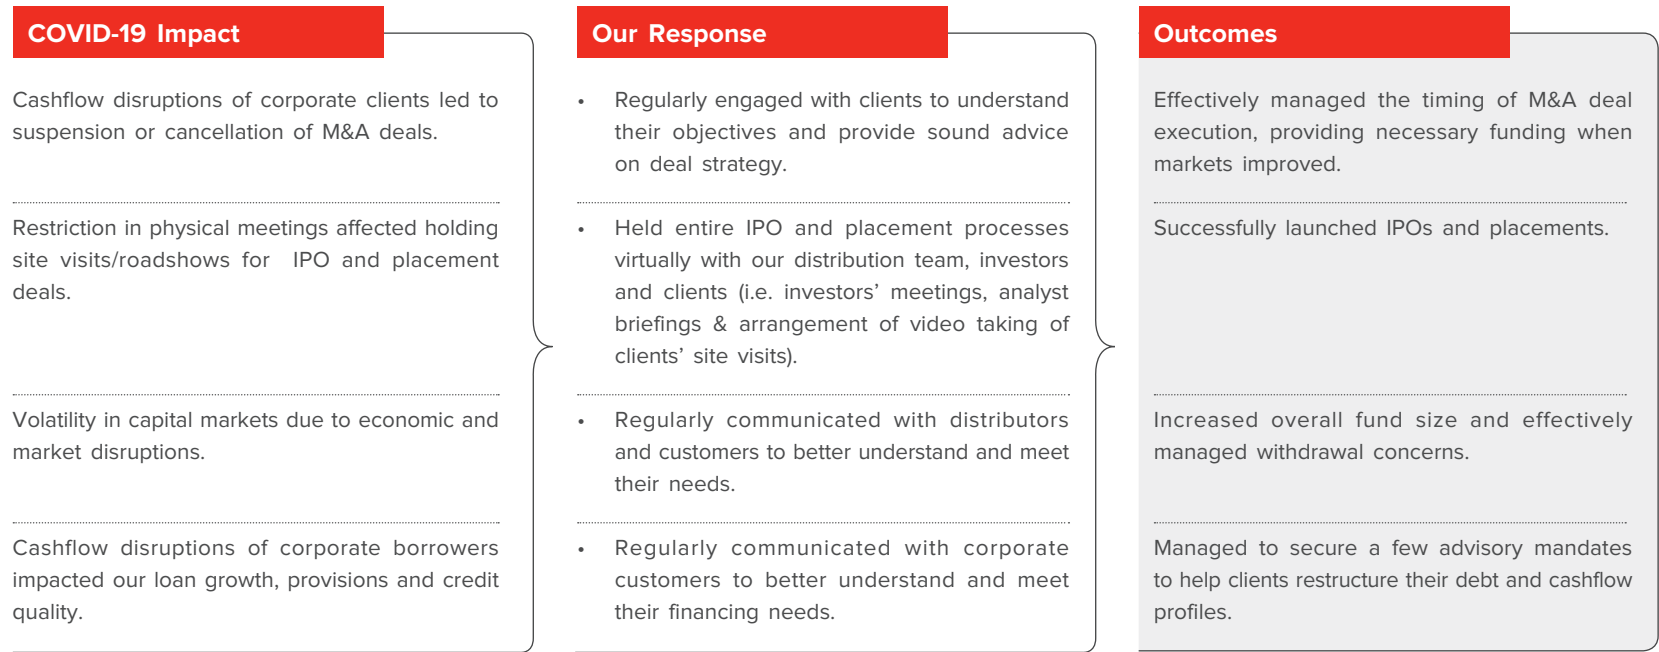 COVID-19 Impact
Cashflow disruptions of corporate clients led to
suspension or cancellation of M&A deals.
Restriction in physical meetings affected holding
site visits/roadshows for IPO and placement
deals.
Volatility in capital markets due to economic and
market disruptions.
Cashflow disruptions of corporate borrowers
impacted our loan growth, provisions and credit
quality.
Our Response
• Regularly engaged with clients to understand
their objectives and provide sound advice
on deal strategy.
• Held entire IPO and placement processes
virtually with our distribution team, investors
and clients (i.e. investors’ meetings, analyst
briefings & arrangement of video taking of
clients’ site visits).
• Regularly communicated with distributors
and customers to better understand and meet
their needs.
• Regularly communicated with corporate
customers to better understand and meet
their financing needs.
Outcomes
Effectively managed the timing of M&A deal
execution, providing necessary funding when
markets improved.
Successfully launched IPOs and placements.
Increased overall fund size and effectively
managed withdrawal concerns.
Managed to secure a few advisory mandates
to help clients restructure their debt and cashflow
profiles.